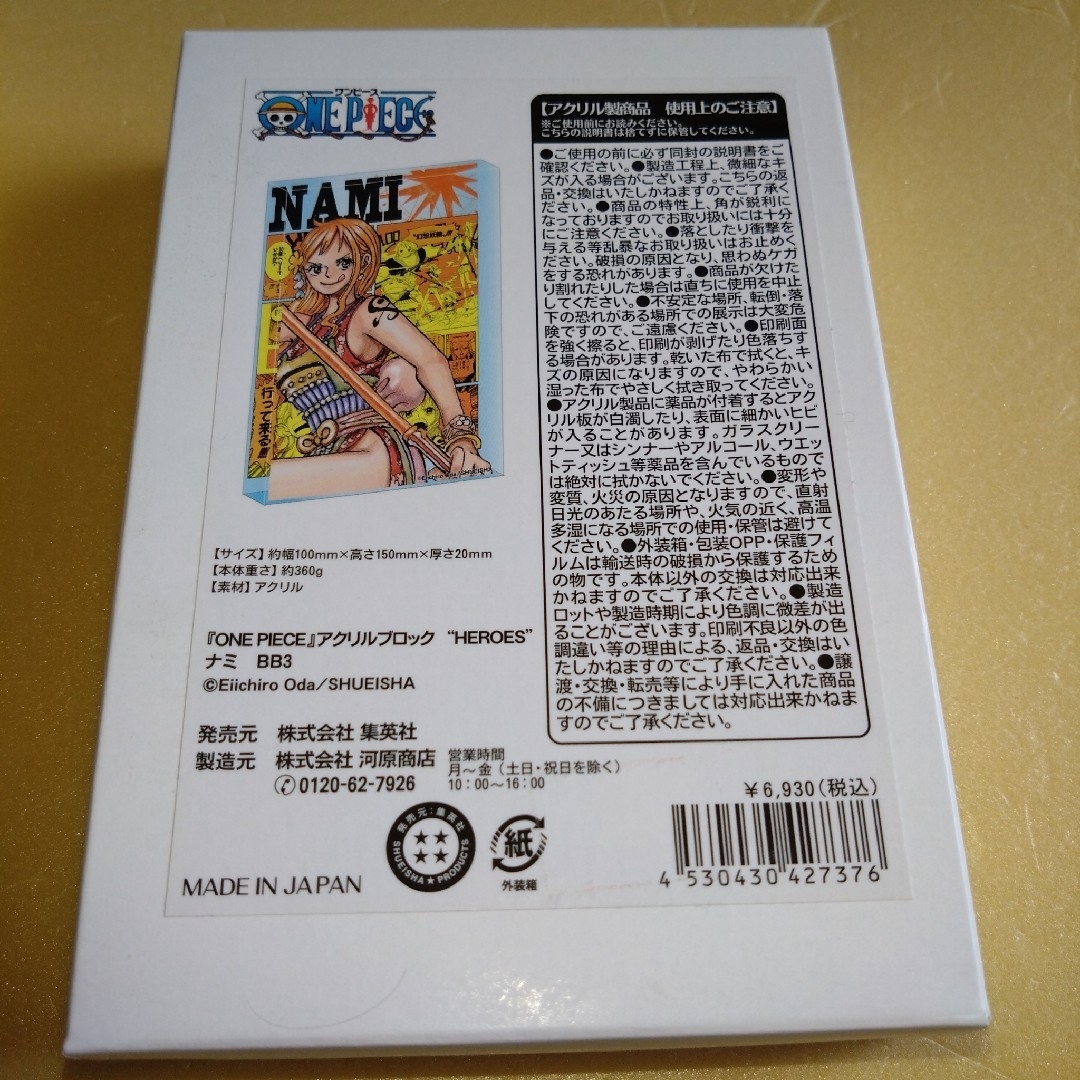 ワンピース
ONE PIECE
NAMI
行って来る!!!
©Eiichiro Oda/SHUEISHA
【サイズ】約幅100mm×高さ150mm×厚さ20mm
【本体重さ】約360g
【素材】アクリル
『ONE PIECE』アクリルブロック “HEROES”
ナミ BB3
©Eiichiro Oda/SHUEISHA
発売元 株式会社 集英社
製造元 株式会社 河原商店
0120-62-7926
営業時間
月～金（土日・祝日を除く）
10：00～16：00
【アクリル製商品 使用上のご注意】
※ご使用前にお読みください。
こちらの説明書は捨てずに保管してください。
●ご使用の前に必ず同封の説明書をご
確認ください。●製造工程上、微細なキ
ズが入る場合がございます。こちらの返
品・交換はいたしかねますのでご了承く
ださい。●商品の特性上、角が鋭利に
なっておりますのでお取り扱いには十分
にご注意ください。●落としたり衝撃を
与える等乱暴なお取り扱いはお止めく
ださい。破損の原因となり、思わぬケガ
をする恐れがあります。●商品が欠けた
り割れたりした場合は直ちに使用を中止
してください。●不安定な場所、転倒・落
下の恐れがある場所での展示は大変危
険ですので、ご遠慮ください。●印刷面
を強く擦ると、印刷が剥げたり色落ちす
る場合があります。乾いた布で拭くと、キ
ズの原因になりますので、やわらかい
湿った布でやさしく拭き取ってください。
●アクリル製品に薬品が付着するとアク
リル板が白濁したり、表面に細かいヒビ
が入ることがあります。ガラスクリー
ナー又はシンナーやアルコール、ウエッ
トティッシュ等薬品を含んでいるもので
は絶対に拭かないでください。●変形や
変質、火災の原因となりますので、直射
日光のあたる場所や、火気の近く、高温
多湿になる場所での使用・保管は避けて
ください。●外装箱・包装OPP・保護フィ
ルムは輸送時の破損から保護するため
の物です。本体以外の交換は対応出来
かねますのでご了承ください。●製造
ロットや製造時期により色調に微差が出
ることがございます。印刷不良以外の色
調違い等の理由による、返品・交換はい
たしかねますのでご了承ください。●譲
渡・交換・転売等により手に入れた商品
の不備につきましては対応出来かねま
すのでご了承ください。
￥6,930(税込)
4 530430 427376
発売元:集英社
SHUEISHA★PRODUCTS
紙
外装箱
MADE IN JAPAN